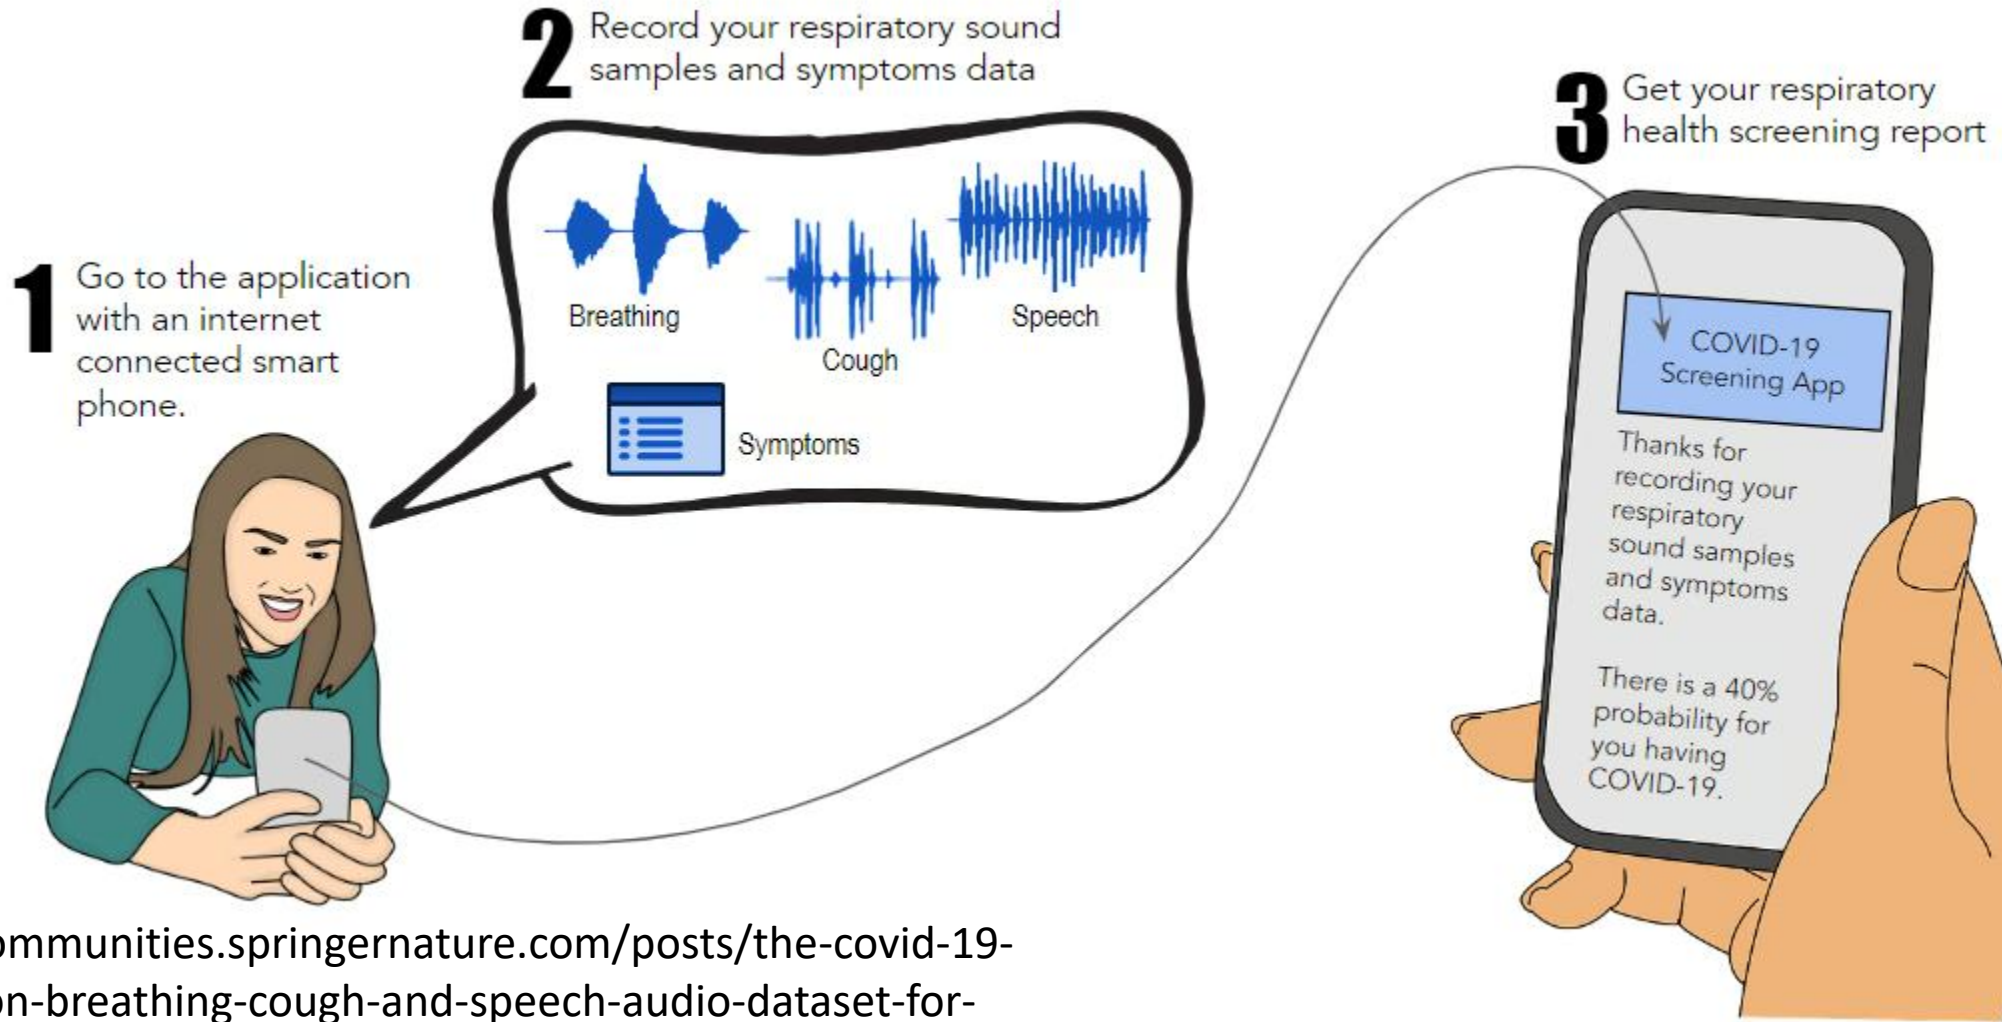 1
Go to the application
with an internet
connected smart
phone.
2
Record your respiratory sound
samples and symptoms data
Breathing
Cough
Speech
Symptoms
3
Get your respiratory
health screening report
COVID-19
Screening App
Thanks for
recording your
respiratory
sound samples
and symptoms
data.
There is a 40%
probability for
you having
COVID-19.
ommunities.springernature.com/posts/the-covid-19-
on-breathing-cough-and-speech-audio-dataset-for-